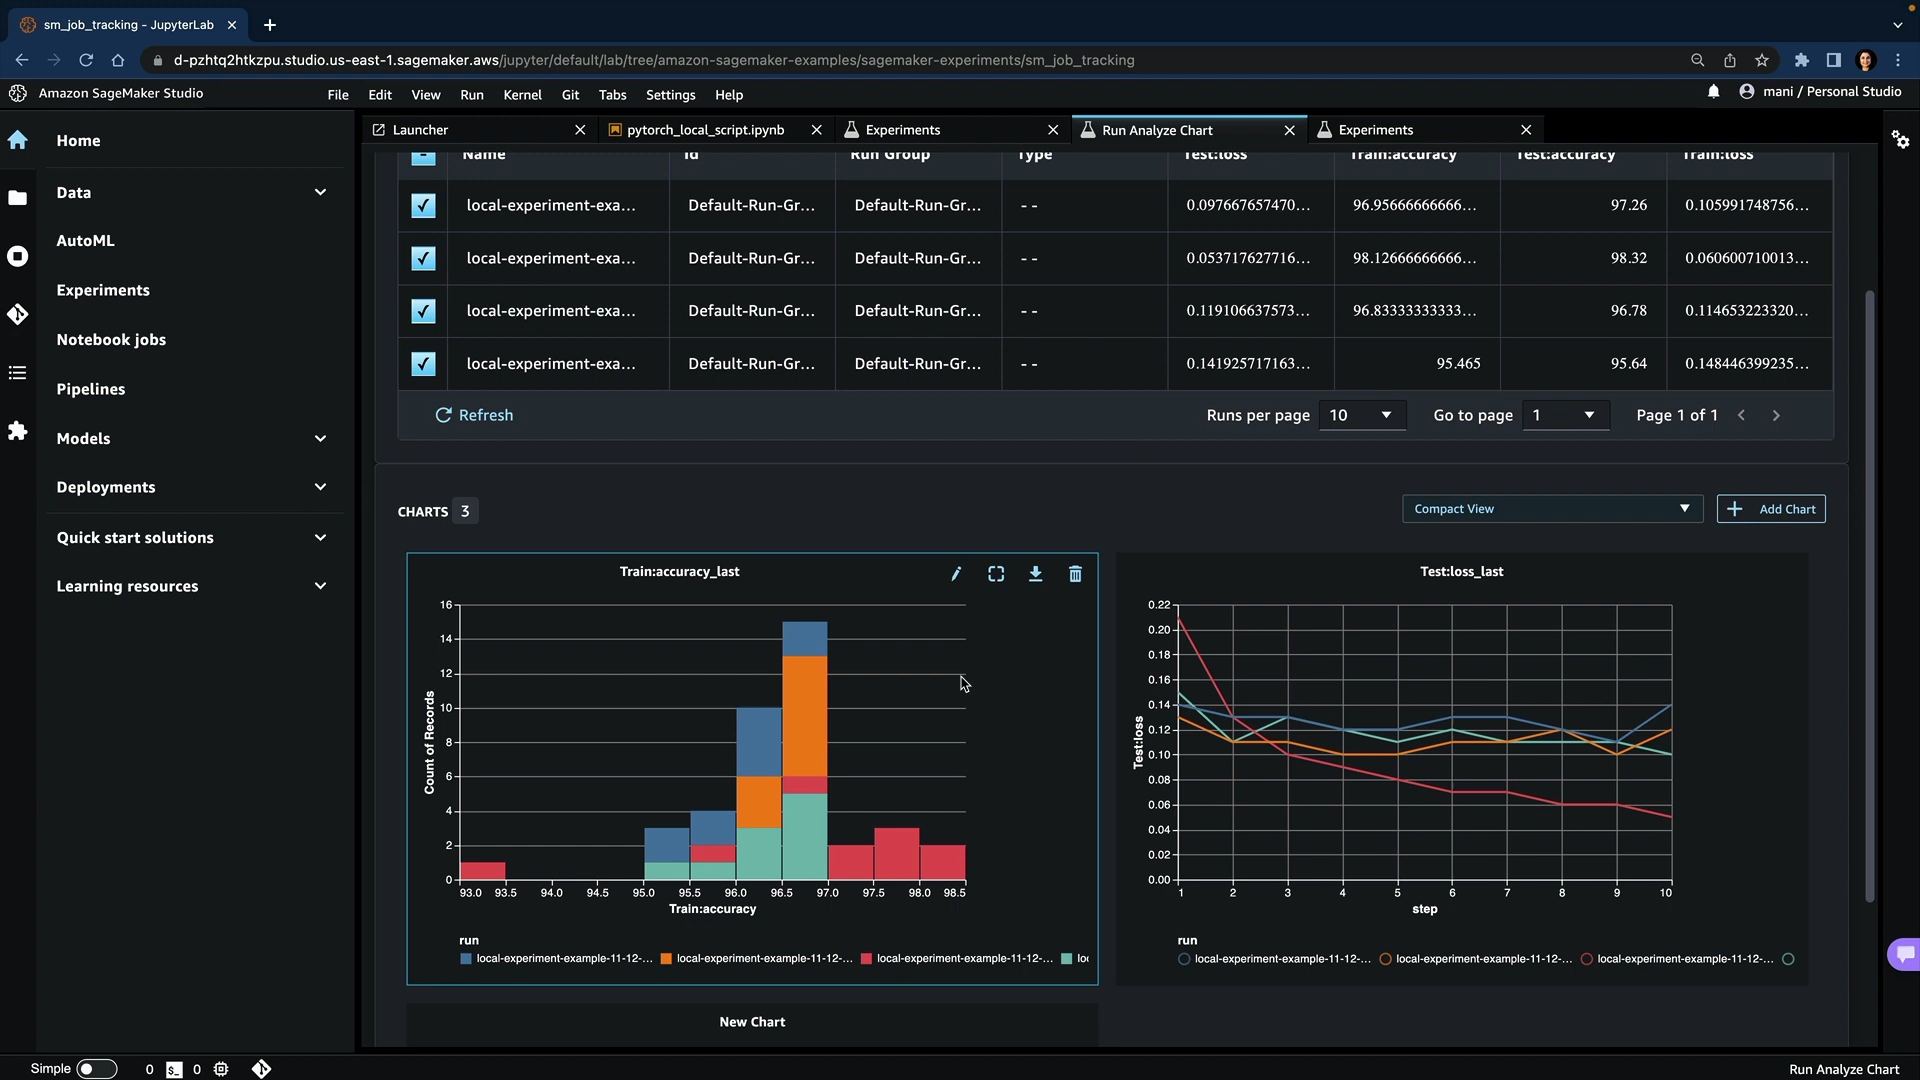 sm_job_tracking - JupyterLab
d-pzhtq2htkzpu.studio.us-east-1.sagemaker.aws/jupyter/default/lab/tree/amazon-sagemaker-examples/sagemaker-experiments/sm_job_tracking
Amazon SageMaker Studio File Edit View Run Kernel Git Tabs Settings Help mani / Personal Studio
Home
Data
AutoML
Experiments
Notebook jobs
Pipelines
Models
Deployments
Quick start solutions
Learning resources
Launcher pytorch_local_script.ipynb Experiments Run Analyze Chart Experiments
Name Id Run Group Type Test:loss Train:accuracy Test:accuracy Train:loss
local-experiment-exa... Default-Run-Gr... Default-Run-Gr... -- 0.097667657470... 96.95666666666... 97.26 0.105991748756...
local-experiment-exa... Default-Run-Gr... Default-Run-Gr... -- 0.053717627716... 98.12666666666... 98.32 0.060600710013...
local-experiment-exa... Default-Run-Gr... Default-Run-Gr... -- 0.119106637573... 96.83333333333... 96.78 0.114653223320...
local-experiment-exa... Default-Run-Gr... Default-Run-Gr... -- 0.141925717163... 95.465 95.64 0.148446399235...
Refresh Runs per page 10 Go to page 1 Page 1 of 1
CHARTS 3 Compact View Add Chart
Train:accuracy_last
16
14
12
10
8
6
4
2
0
Count of Records
93.0 93.5 94.0 94.5 95.0 95.5 96.0 96.5 97.0 97.5 98.0 98.5
Train:accuracy
run
local-experiment-example-11-12-... local-experiment-example-11-12-... local-experiment-example-11-12-...
Test:loss_last
0.22
0.20
0.18
0.16
0.14
0.12
0.10
0.08
0.06
0.04
0.02
0.00
Test:loss
1 2 3 4 5 6 7 8 9 10
step
run
local-experiment-example-11-12-... local-experiment-example-11-12-... local-experiment-example-11-12-...
New Chart
Simple 0 $_ 0 Run Analyze Chart